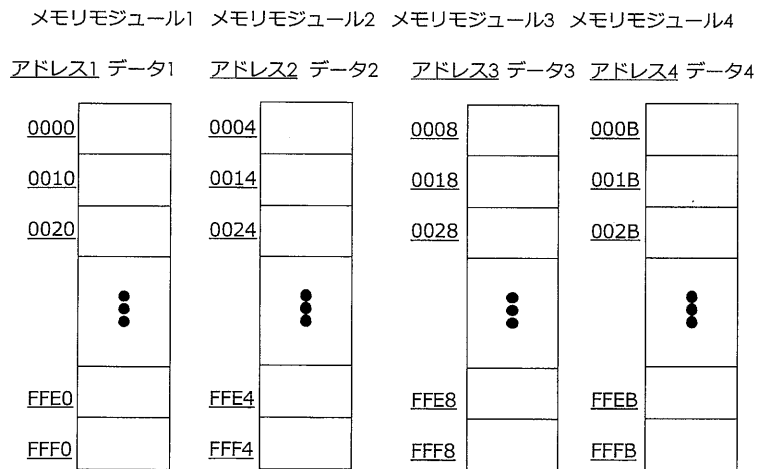 メモリモジュール1 メモリモジュール2 メモリモジュール3 メモリモジュール4
アドレス1 データ1 アドレス2 データ2 アドレス3 データ3 アドレス4 データ4
0000 0004 0008 000B
0010 0014 0018 001B
0020 0024 0028 002B
FFE0 FFE4 FFE8 FFEB
FFF0 FFF4 FFF8 FFFB